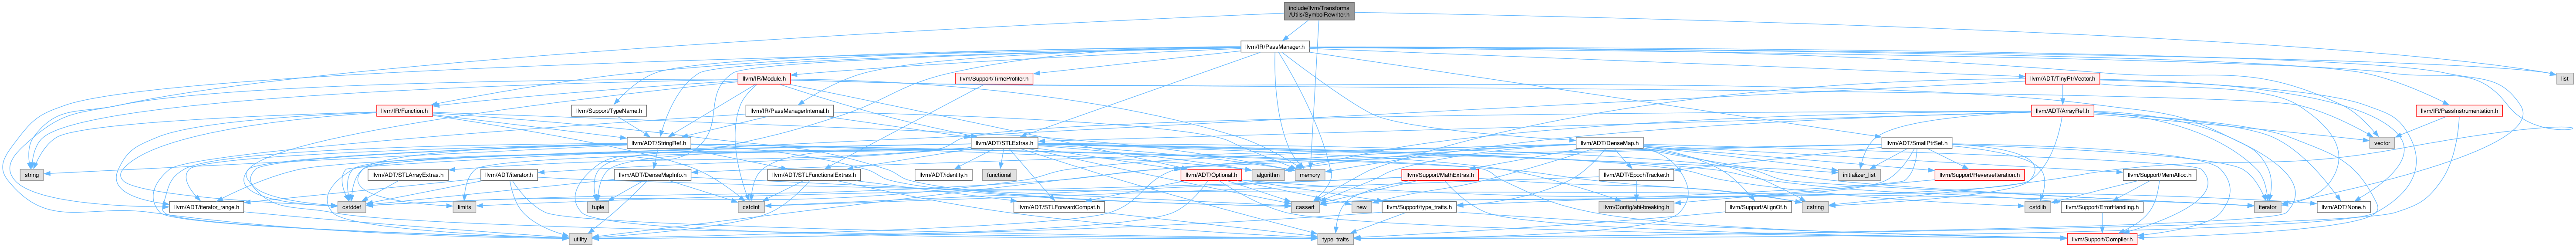 include/llvm/Transforms
/Utils/SymbolRewriter.h
llvm/IR/PassManager.h
llvm/IR/Module.h
llvm/Support/TimeProfiler.h
llvm/ADT/TinyPtrVector.h
list
llvm/IR/Function.h
llvm/Support/TypeName.h
llvm/IR/PassManagerInternal.h
llvm/ADT/ArrayRef.h
llvm/IR/PassInstrumentation.h
llvm/ADT/StringRef.h
llvm/ADT/STLExtras.h
llvm/ADT/DenseMap.h
llvm/ADT/SmallPtrSet.h
vector
string
llvm/ADT/STLArrayExtras.h
llvm/ADT/iterator.h
llvm/ADT/DenseMapInfo.h
llvm/ADT/STLFunctionalExtras.h
llvm/ADT/identity.h
functional
llvm/ADT/Optional.h
algorithm
memory
llvm/Support/MathExtras.h
llvm/ADT/EpochTracker.h
initializer_list
llvm/Support/ReverseIteration.h
llvm/Support/MemAlloc.h
llvm/ADT/iterator_range.h
cstddef
limits
tuple
cstdint
llvm/ADT/STLForwardCompat.h
cassert
new
llvm/Support/type_traits.h
llvm/Config/abi-breaking.h
llvm/Support/AlignOf.h
cstring
cstdlib
llvm/Support/ErrorHandling.h
iterator
llvm/ADT/None.h
utility
type_traits
llvm/Support/Compiler.h